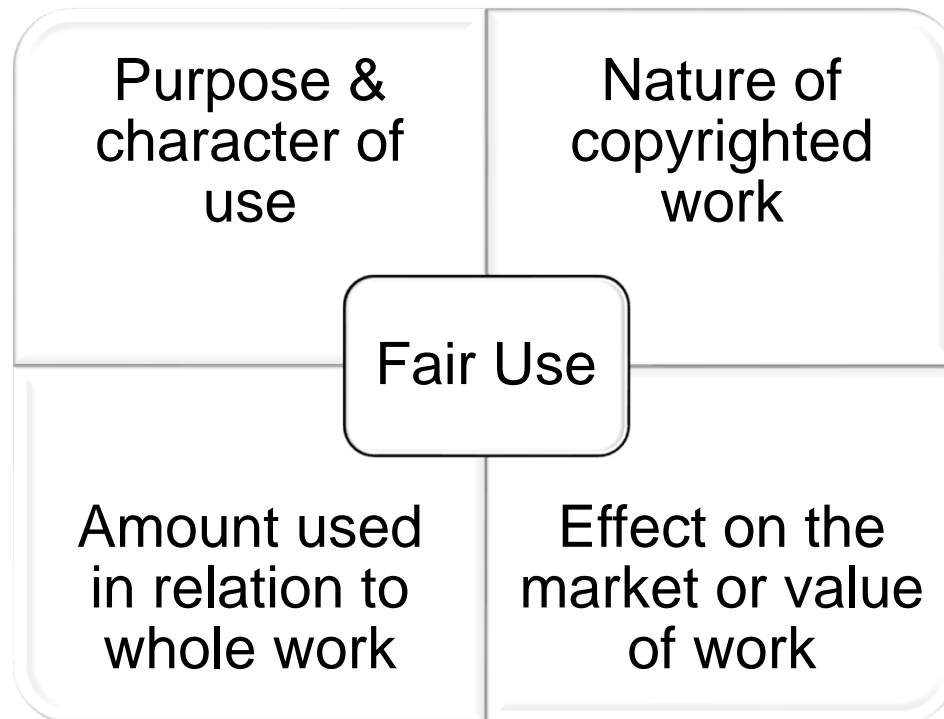 Purpose &
character of
use
Nature of
copyrighted
work
Fair Use
Amount used
in relation to
whole work
Effect on the
market or value
of work